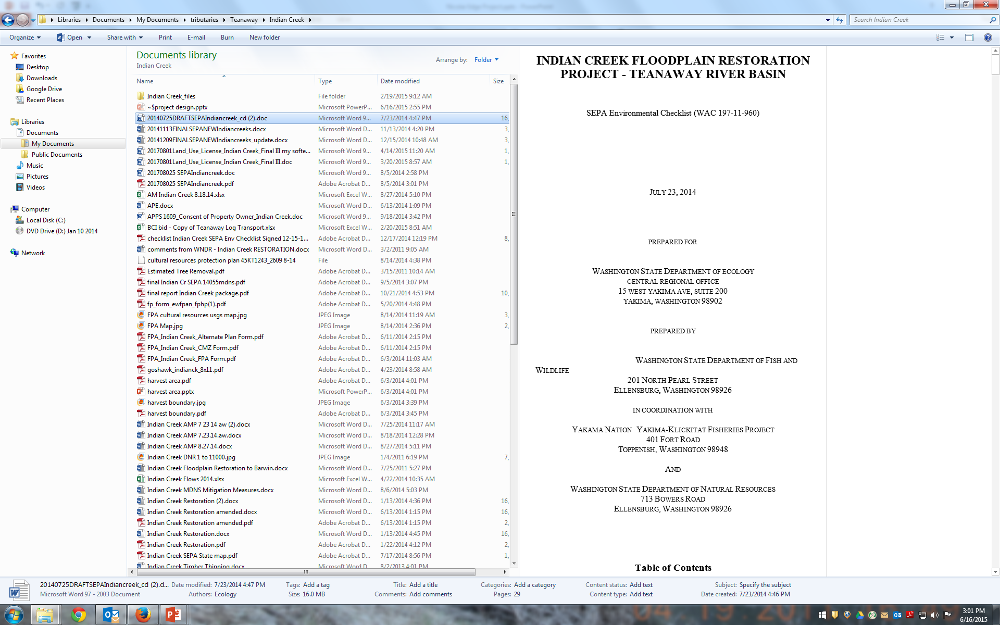 Libraries ▸ Documents ▸ My Documents ▸ tributaries ▸ Teanaway ▸ Indian Creek ▸
Search Indian Creek
Organize Open Share with Print E-mail Burn New folder
Favorites
Desktop
Downloads
Google Drive
Recent Places
Libraries
Documents
My Documents
Public Documents
Music
Pictures
Videos
Computer
Local Disk (C:)
DVD Drive (D:) Jan 10 2014
Network
Documents library
Indian Creek
Arrange by: Folder
Name Type Date modified Size
Indian Creek_files File folder 2/19/2015 9:12 AM
~$project design.pptx Microsoft PowerP... 6/16/2015 2:55 PM
20140725DRAFTSEPAIndiancreek_cd (2).doc Microsoft Word 9... 7/23/2014 4:47 PM 16,
20141113FINALSEPANEWIndiancreeks.docx Microsoft Word D... 11/13/2014 4:20 PM 3,
20141209FINALSEPANEWIndiancreeks_update.docx Microsoft Word D... 12/15/2014 10:48 AM 3,
20170801Land_Use_License_Indian Creek_Final III my softe... Microsoft Word 9... 4/14/2015 11:20 AM 1,
20170801Land_Use_License_Indian Creek_Final III.doc Microsoft Word 9... 3/20/2015 8:57 AM 1,
201708025 SEPAIndiancreek.doc Microsoft Word 9... 8/5/2014 2:58 PM
201708025 SEPAIndiancreek.pdf Adobe Acrobat D... 8/5/2014 3:01 PM
AM Indian Creek 8.18.14.xlsx Microsoft Excel W... 8/27/2014 5:10 PM
APE.docx Microsoft Word D... 6/13/2014 1:09 PM
APPS 1609_Consent of Property Owner_Indian Creek.doc Microsoft Word 9... 9/18/2014 3:42 PM
BCI bid - Copy of Teanaway Log Transport.xlsx Microsoft Excel W... 2/20/2015 8:51 AM
checklist Indian Creek SEPA Env Checklist Signed 12-15-1... Adobe Acrobat D... 12/17/2014 12:19 PM 8,
comments from WNDR - Indian Creek RESTORATION.docx Microsoft Word D... 3/2/2011 9:05 AM
cultural resources protection plan 45KT1243_2609 8-14 File 8/14/2014 4:38 PM
Estimated Tree Removal.pdf Adobe Acrobat D... 3/15/2011 10:14 AM
final Indian Cr SEPA 14055mdns.pdf Adobe Acrobat D... 9/5/2014 3:07 PM
final report Indian Creek package.pdf Adobe Acrobat D... 10/21/2014 4:53 PM 10,
fp_form_ewfpan_fphp(1).pdf Adobe Acrobat D... 5/20/2014 4:48 PM
FPA cultural resources usgs map.jpg JPEG Image 8/14/2014 11:19 AM 3,
FPA Map.jpg JPEG Image 8/14/2014 2:36 PM 2,
FPA_Indian Creek_Alternate Plan Form.pdf Adobe Acrobat D... 6/11/2014 2:15 PM
FPA_Indian Creek_CMZ Form.pdf Adobe Acrobat D... 6/11/2014 2:15 PM
FPA_Indian Creek_FPA Form.pdf Adobe Acrobat D... 6/3/2014 11:03 AM
goshawk_indianck_8x11.pdf Adobe Acrobat D... 4/23/2014 8:58 AM
harvest area.pdf Adobe Acrobat D... 6/3/2014 4:01 PM
harvest area.pptx Microsoft PowerP... 6/3/2014 4:01 PM
harvest boundary.jpg JPEG Image 6/3/2014 3:39 PM
harvest boundary.pdf Adobe Acrobat D... 6/3/2014 3:45 PM
Indian Creek AMP 7 23 14 aw (2).docx Microsoft Word D... 7/25/2014 11:17 AM
Indian Creek AMP 7.23.14.aw.docx Microsoft Word D... 8/18/2014 12:28 PM
Indian Creek AMP 8.27.14.docx Microsoft Word D... 8/27/2014 5:11 PM
Indian Creek DNR 1 to 11000.jpg JPEG Image 1/4/2011 6:19 PM 7,
Indian Creek Floodplain Restoration to Barwin.docx Microsoft Word D... 7/25/2011 5:27 PM
Indian Creek Flows 2014.xlsx Microsoft Excel W... 4/22/2014 10:35 AM
Indian Creek MDNS Mitigation Measures.docx Microsoft Word D... 8/6/2014 5:03 PM
Indian Creek Restoration (2).docx Microsoft Word D... 1/13/2014 4:36 PM 16,
Indian Creek Restoration amended.docx Microsoft Word D... 6/13/2014 1:15 PM 16,
Indian Creek Restoration amended.pdf Adobe Acrobat D... 6/13/2014 1:15 PM 2,
Indian Creek Restoration.docx Microsoft Word D... 1/13/2014 4:45 PM 16,
Indian Creek Restoration.pdf Adobe Acrobat D... 1/22/2014 4:12 PM 2,
Indian Creek SEPA State map.pdf Adobe Acrobat D... 7/17/2014 8:56 PM 1,
Indian Creek Timber Thinning.docx Microsoft Word D... 8/2/2013 4:01 PM
INDIAN CREEK FLOODPLAIN RESTORATION
PROJECT - TEANAWAY RIVER BASIN
SEPA Environmental Checklist (WAC 197-11-960)
JULY 23, 2014
PREPARED FOR
WASHINGTON STATE DEPARTMENT OF ECOLOGY
CENTRAL REGIONAL OFFICE
15 WEST YAKIMA AVE, SUITE 200
YAKIMA, WASHINGTON 98902
PREPARED BY
WASHINGTON STATE DEPARTMENT OF FISH AND
WILDLIFE
201 NORTH PEARL STREET
ELLENSBURG, WASHINGTON 98926
IN COORDINATION WITH
YAKAMA NATION YAKIMA-KLICKITAT FISHERIES PROJECT
401 FORT ROAD
TOPPENISH, WASHINGTON 98948
AND
WASHINGTON STATE DEPARTMENT OF NATURAL RESOURCES
713 BOWERS ROAD
ELLENSBURG, WASHINGTON 98926
Table of Contents
20140725DRAFTSEPAIndiancreek_cd (2).d... Date modified: 7/23/2014 4:47 PM Tags: Add a tag Title: Add a title Categories: Add a category Content status: Add text Subject: Specify the subject
Microsoft Word 97 - 2003 Document Authors: Ecology Size: 16.0 MB Comments: Add comments Pages: 29 Content type: Add text Date created: 7/23/2014 4:46 PM
3:01 PM
6/16/2015